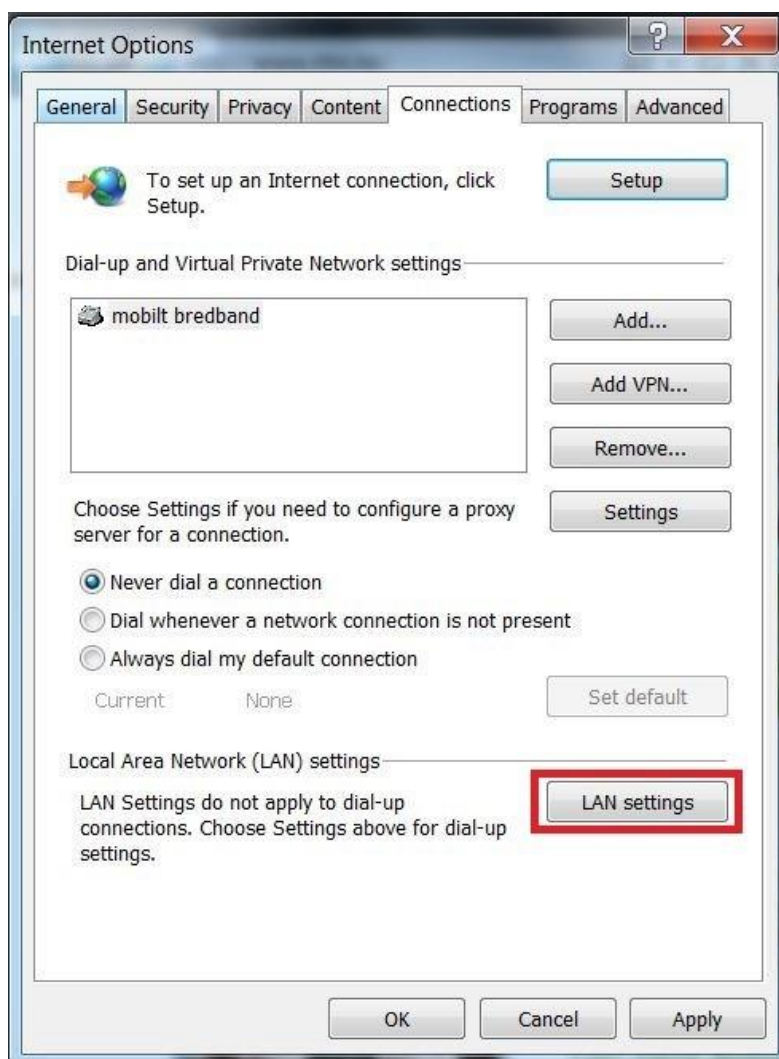 Internet Options
General Security Privacy Content Connections Programs Advanced
To set up an Internet connection, click
Setup.
Setup
Dial-up and Virtual Private Network settings
mobilt bredband
Add...
Add VPN...
Remove...
Choose Settings if you need to configure a proxy
server for a connection.
Settings
Never dial a connection
Dial whenever a network connection is not present
Always dial my default connection
Current None
Set default
Local Area Network (LAN) settings
LAN Settings do not apply to dial-up
connections. Choose Settings above for dial-up
settings.
LAN settings
OK Cancel Apply